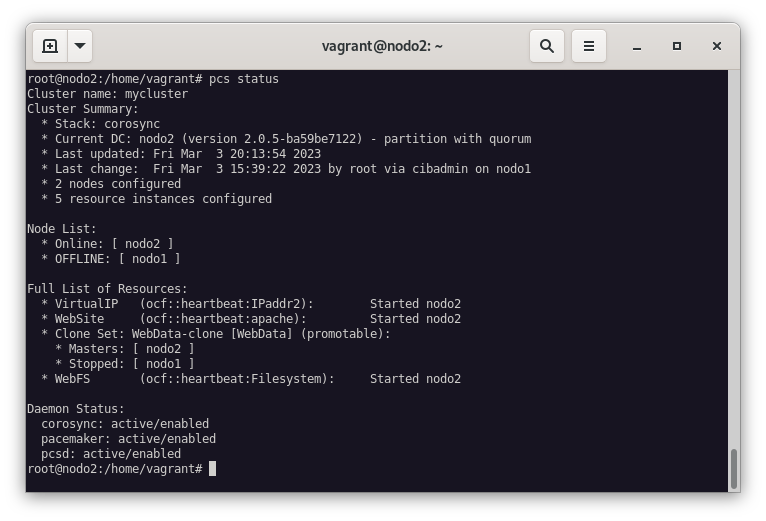 vagrant@nodo2: ~
root@nodo2:/home/vagrant# pcs status
Cluster name: mycluster
Cluster Summary:
  * Stack: corosync
  * Current DC: nodo2 (version 2.0.5-ba59be7122) - partition with quorum
  * Last updated: Fri Mar  3 20:13:54 2023
  * Last change:  Fri Mar  3 15:39:22 2023 by root via cibadmin on nodo1
  * 2 nodes configured
  * 5 resource instances configured

Node List:
  * Online: [ nodo2 ]
  * OFFLINE: [ nodo1 ]

Full List of Resources:
  * VirtualIP   (ocf::heartbeat:IPaddr2):        Started nodo2
  * WebSite     (ocf::heartbeat:apache):         Started nodo2
  * Clone Set: WebData-clone [WebData] (promotable):
    * Masters: [ nodo2 ]
    * Stopped: [ nodo1 ]
  * WebFS       (ocf::heartbeat:Filesystem):     Started nodo2

Daemon Status:
  corosync: active/enabled
  pacemaker: active/enabled
  pcsd: active/enabled
root@nodo2:/home/vagrant#